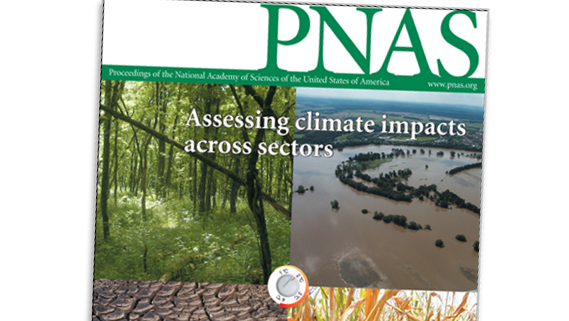 PNAS
Proceedings of the National Academy of Sciences of the United States of America www.pnas.org
Assessing climate impacts
across sectors